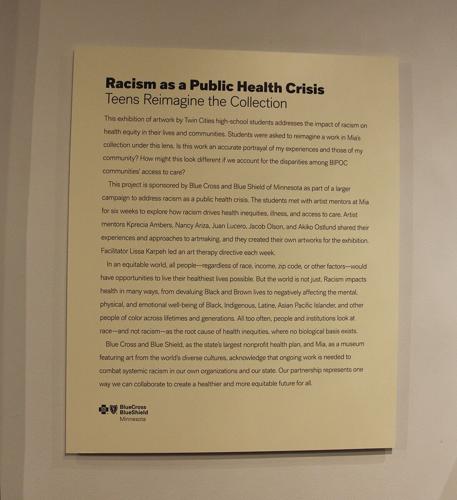 Racism as a Public Health Crisis
Teens Reimagine the Collection
This exhibition of artwork by Twin Cities high-school students addresses the impact of racism on
health equity in their lives and communities. Students were asked to reimagine a work in Mia's
collection under this lens. Is this work an accurate portrayal of my experiences and those of my
community? How might this look different if we account for the disparities among BIPOC
communities' access to care?
This project is sponsored by Blue Cross and Blue Shield of Minnesota as part of a larger
campaign to address racism as a public health crisis. The students met with artist mentors at Mia
for six weeks to explore how racism drives health inequities, illness, and access to care. Artist
mentors Kprecia Ambers, Nancy Ariza, Juan Lucero, Jacob Olson, and Akiko Ostlund shared their
experiences and approaches to artmaking, and they created their own artworks for the exhibition.
Facilitator Lissa Karpeh led an art therapy directive each week.
In an equitable world, all people—regardless of race, income, zip code, or other factors—would
have opportunities to live their healthiest lives possible. But the world is not just. Racism impacts
health in many ways, from devaluing Black and Brown lives to negatively affecting the mental,
physical, and emotional well-being of Black, Indigenous, Latine, Asian Pacific Islander, and other
people of color across lifetimes and generations. All too often, people and institutions look at
race—and not racism—as the root cause of health inequities, where no biological basis exists.
Blue Cross and Blue Shield, as the state's largest nonprofit health plan, and Mia, as a museum
featuring art from the world's diverse cultures, acknowledge that ongoing work is needed to
combat systemic racism in our own organizations and our state. Our partnership represents one
way we can collaborate to create a healthier and more equitable future for all.
BlueCross
BlueShield
Minnesota